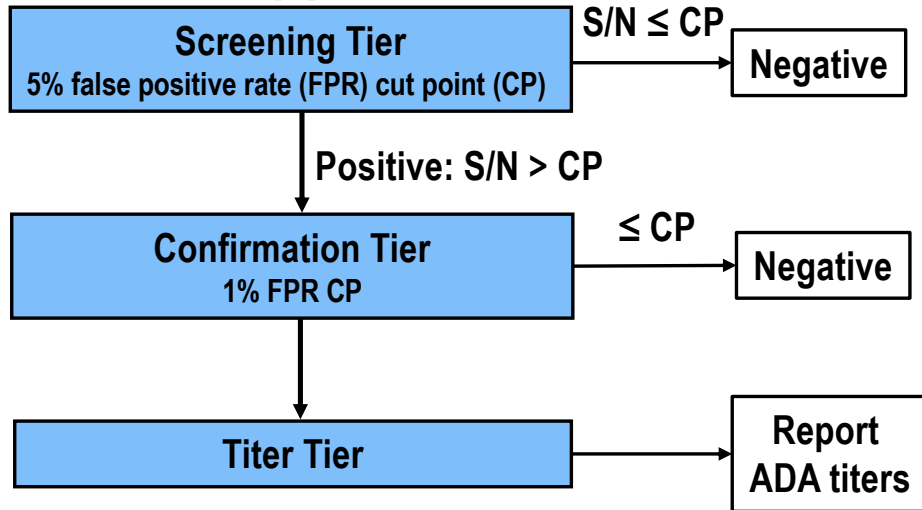 Screening Tier
5% false positive rate (FPR) cut point (CP)
S/N ≤ CP
Negative
Positive: S/N > CP
Confirmation Tier
1% FPR CP
≤ CP
Negative
Titer Tier
Report
ADA titers